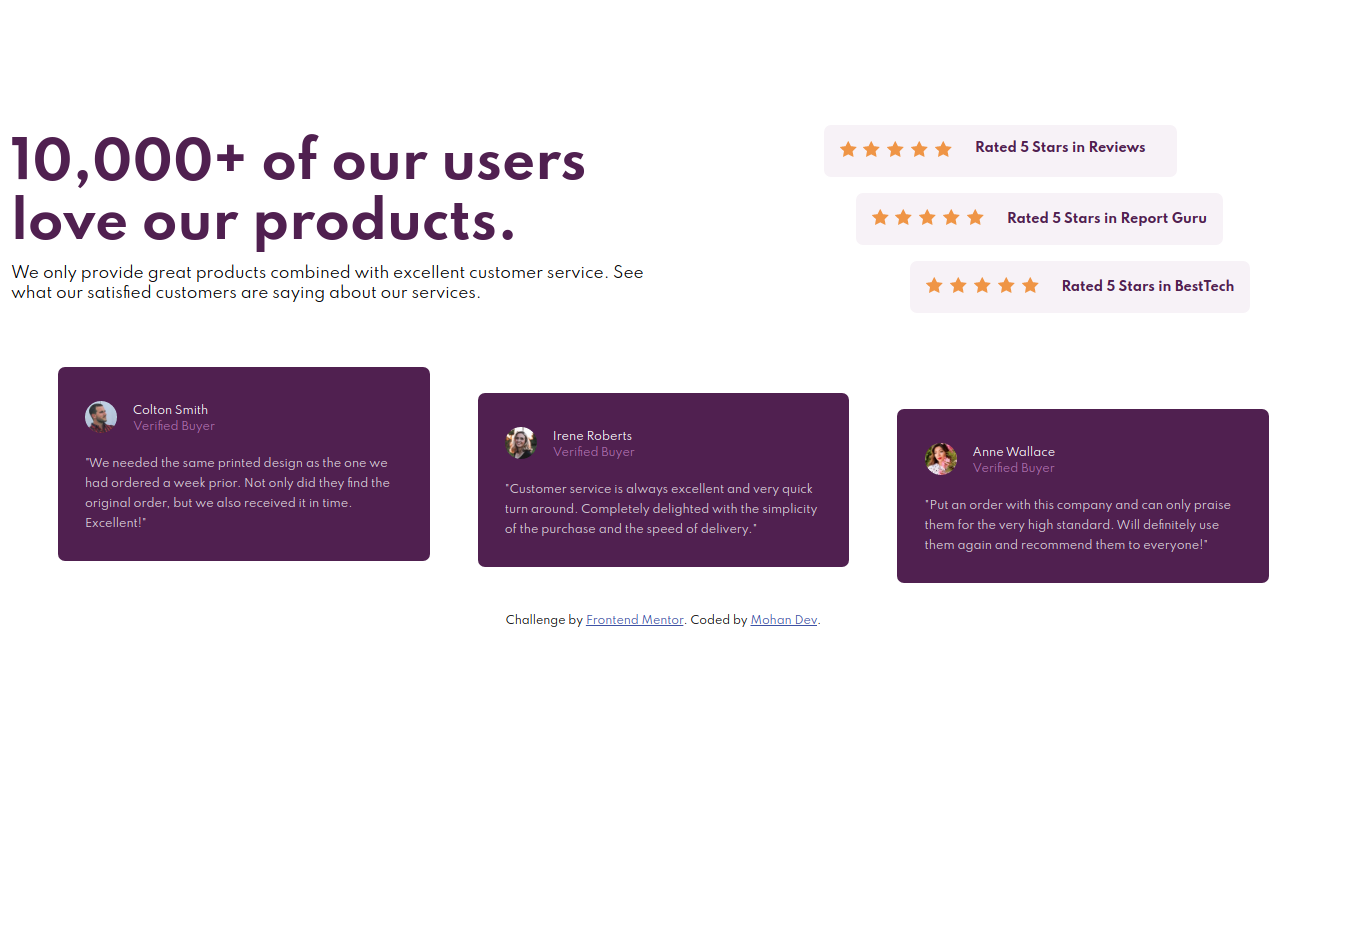 10,000+ of our users
love our products.
We only provide great products combined with excellent customer service. See
what our satisfied customers are saying about our services.
Rated 5 Stars in Reviews
Rated 5 Stars in Report Guru
Rated 5 Stars in BestTech
Colton Smith
Verified Buyer
"We needed the same printed design as the one we
had ordered a week prior. Not only did they find the
original order, but we also received it in time.
Excellent!"
Irene Roberts
Verified Buyer
"Customer service is always excellent and very quick
turn around. Completely delighted with the simplicity
of the purchase and the speed of delivery."
Anne Wallace
Verified Buyer
"Put an order with this company and can only praise
them for the very high standard. Will definitely use
them again and recommend them to everyone!"
Challenge by Frontend Mentor. Coded by Mohan Dev.